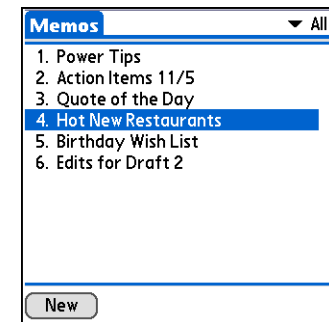 Memos All
1. Power Tips
2. Action Items 11/5
3. Quote of the Day
4. Hot New Restaurants
5. Birthday Wish List
6. Edits for Draft 2
New